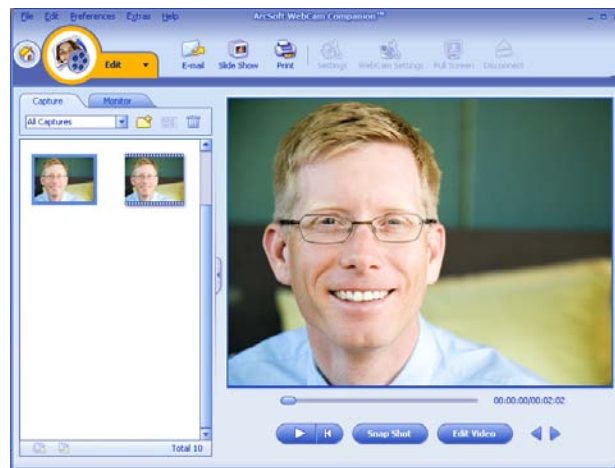 File Edit Preferences Extras Help ArcSoft WebCam Companion™
Edit E-mail Slide Show Print Settings WebCam Settings Full Screen Disconnect
Capture Monitor
All Captures
00:00:00/00:02:02
Snap Shot Edit Video
Total 10